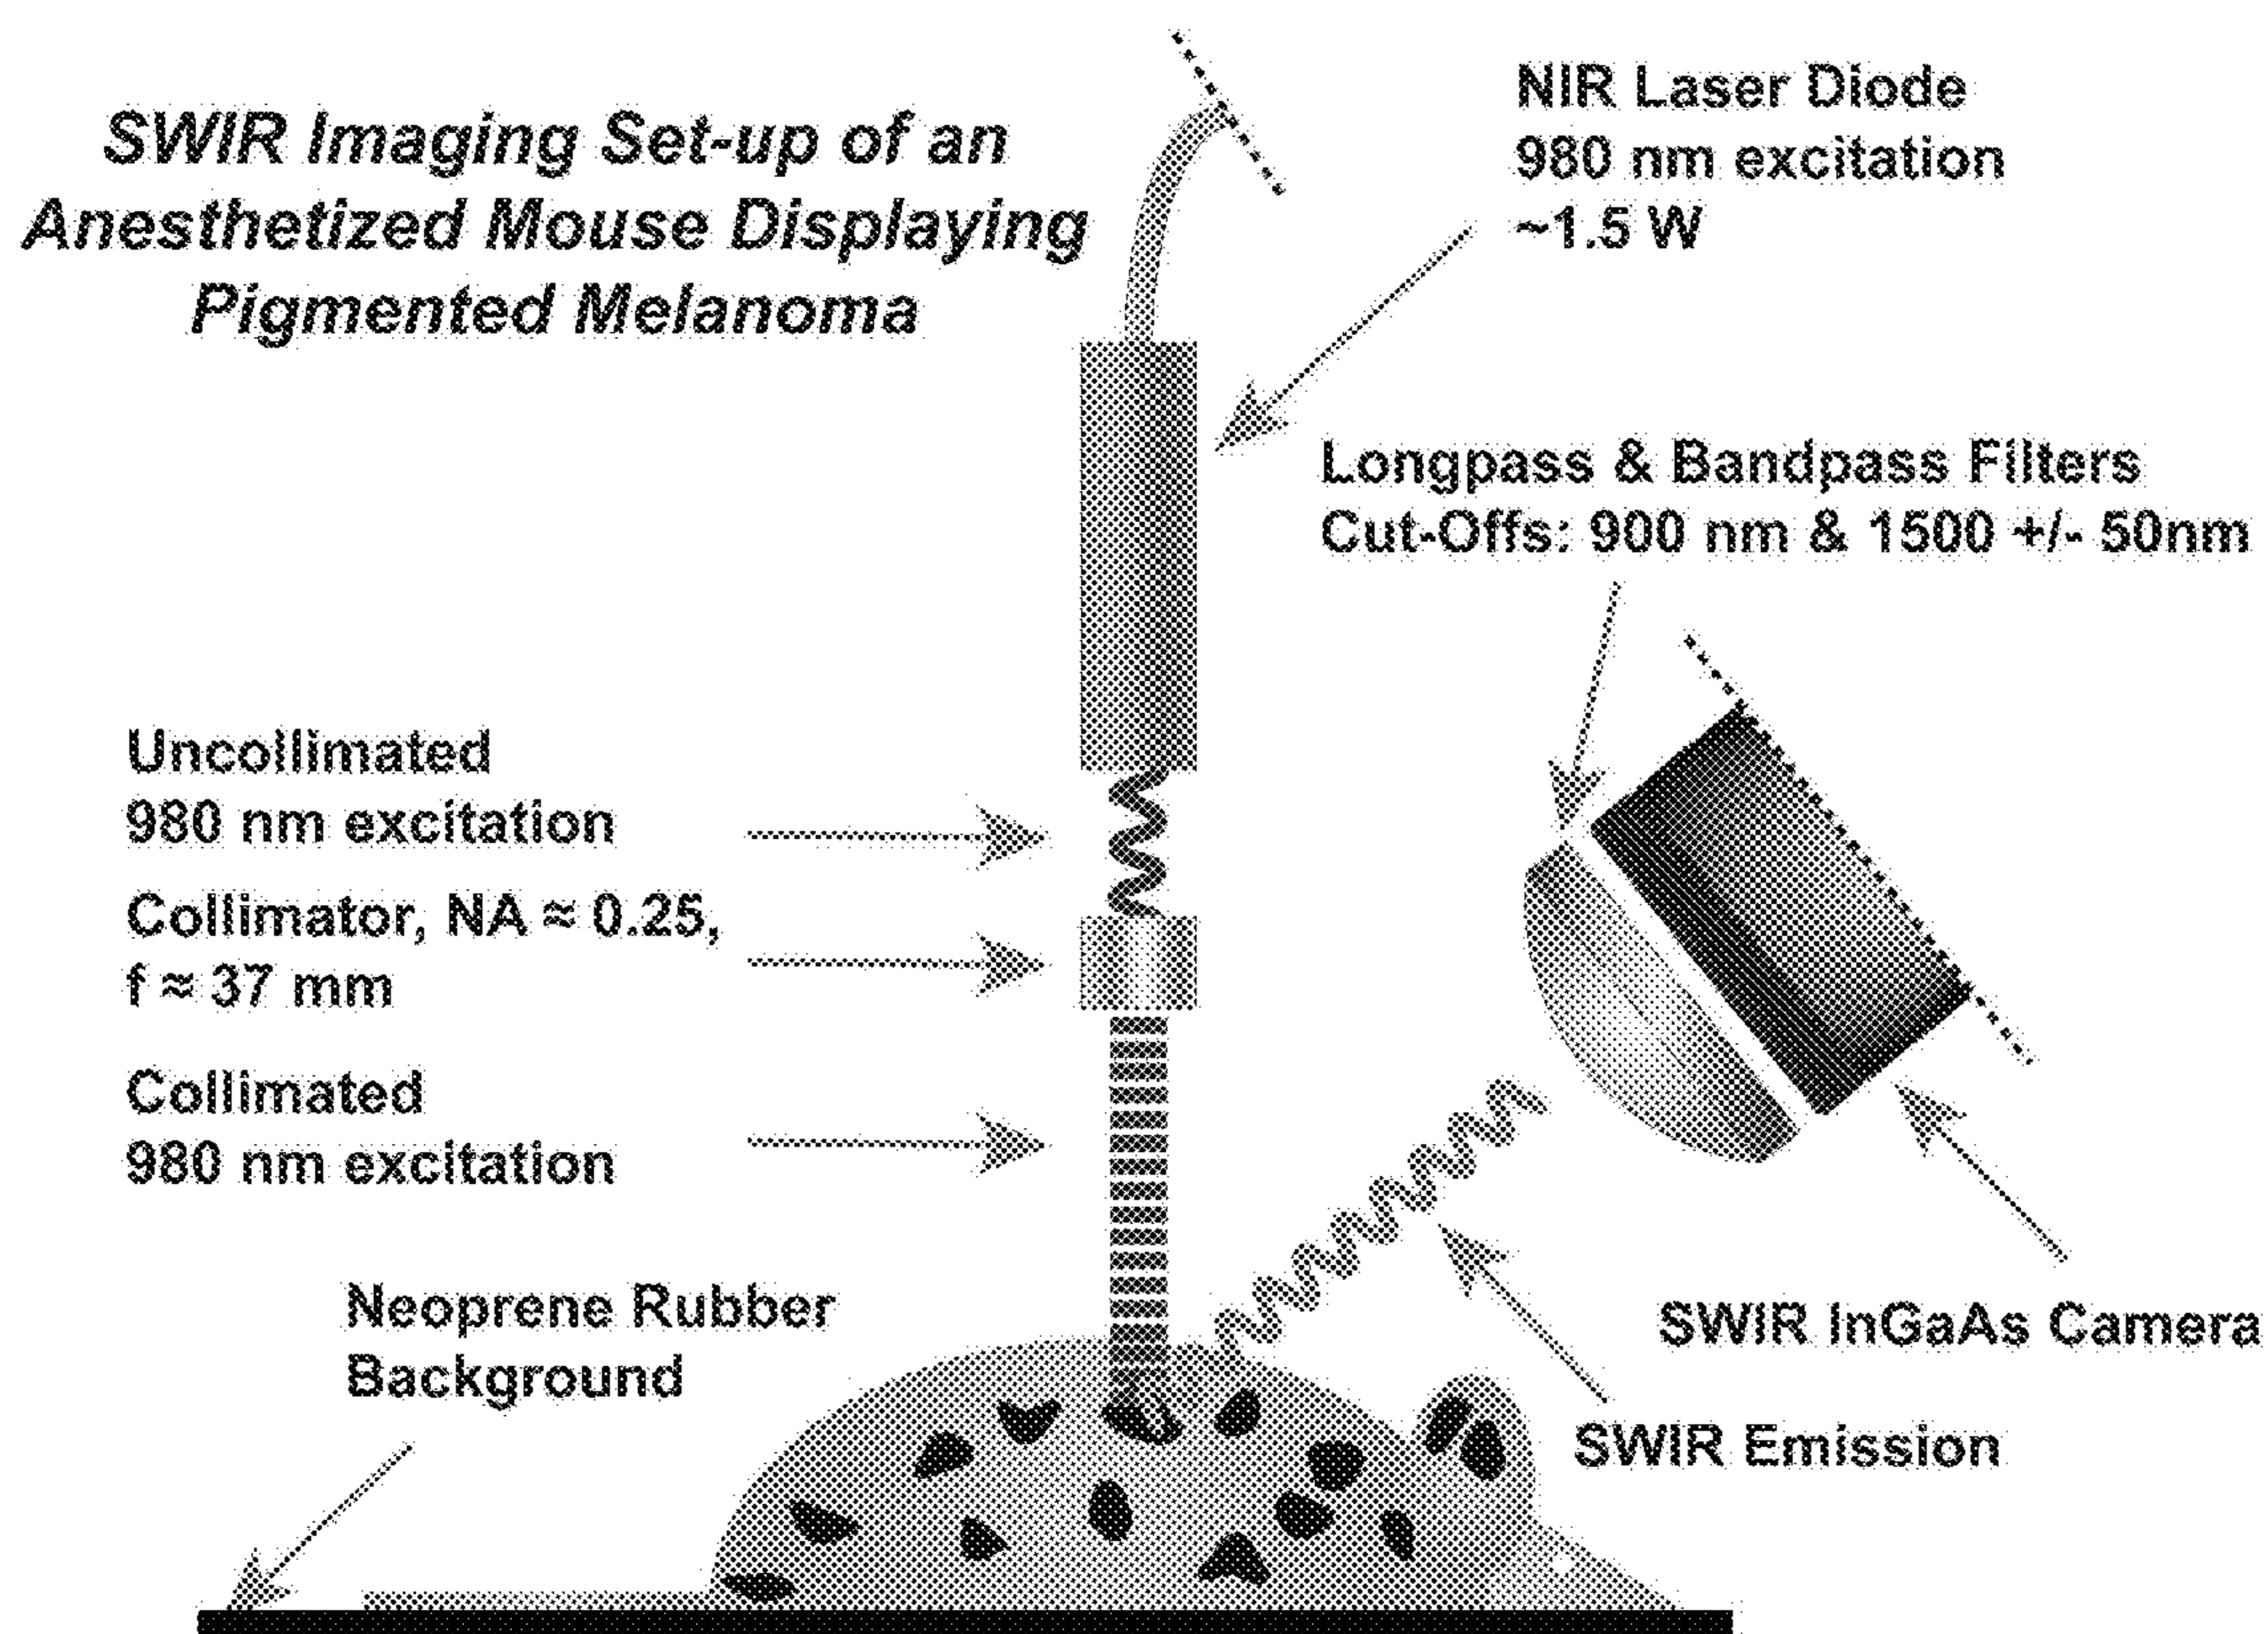 SWIR Imaging Set-up of an
Anesthetized Mouse Displaying
Pigmented Melanoma
NIR Laser Diode
980 nm excitation
~1.5 W
Longpass & Bandpass Filters
Cut-Offs: 900 nm & 1500 +/- 50nm
Uncollimated
980 nm excitation
Collimator, NA ≈ 0.25,
f ≈ 37 mm
Collimated
980 nm excitation
Neoprene Rubber
Background
SWIR InGaAs Camera
SWIR Emission